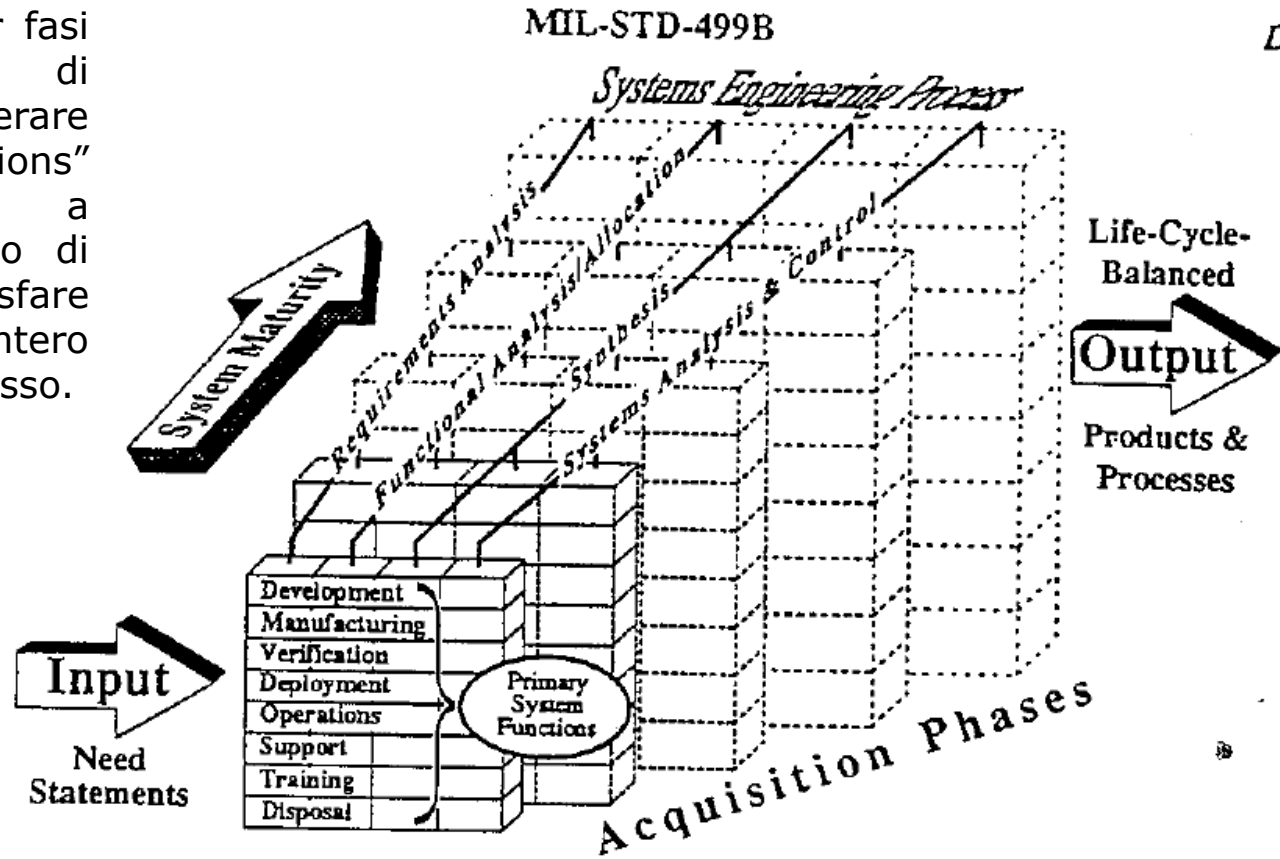 r fasi
di
erare
ions”
a
o di
sfare
ntero
sso.
MIL-STD-499B
D
Systems Engineering Process
System Maturity
Requirements Analysis
Functional Analysis/Allocation
Synthesis
Systems Analysis & Control
Life-Cycle-
Balanced
Output
Products &
Processes
Input
Need
Statements
Development
Manufacturing
Verification
Deployment
Operations
Support
Training
Disposal
Primary
System
Functions
Acquisition Phases